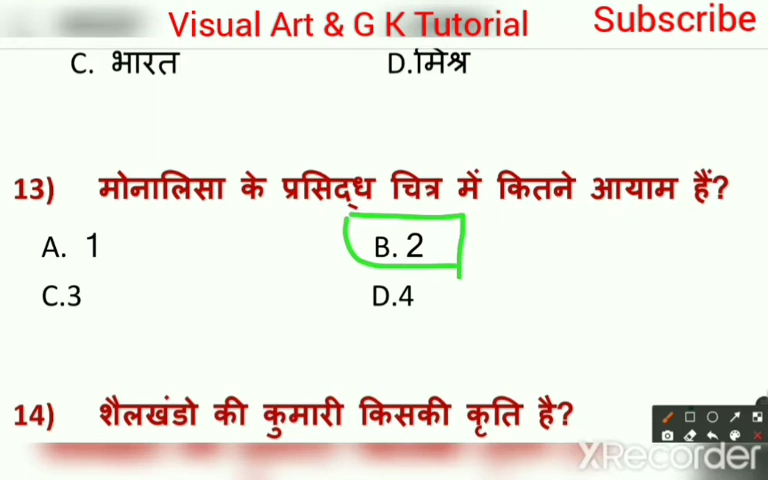 Visual Art & G K Tutorial Subscribe
C. भारत D.मिश्र
13) मोनालिसा के प्रसिद्ध चित्र में कितने आयाम हैं?
A. 1 B. 2
C.3 D.4
14) शैलखंडो की कुमारी किसकी कृति है?
XRecorder